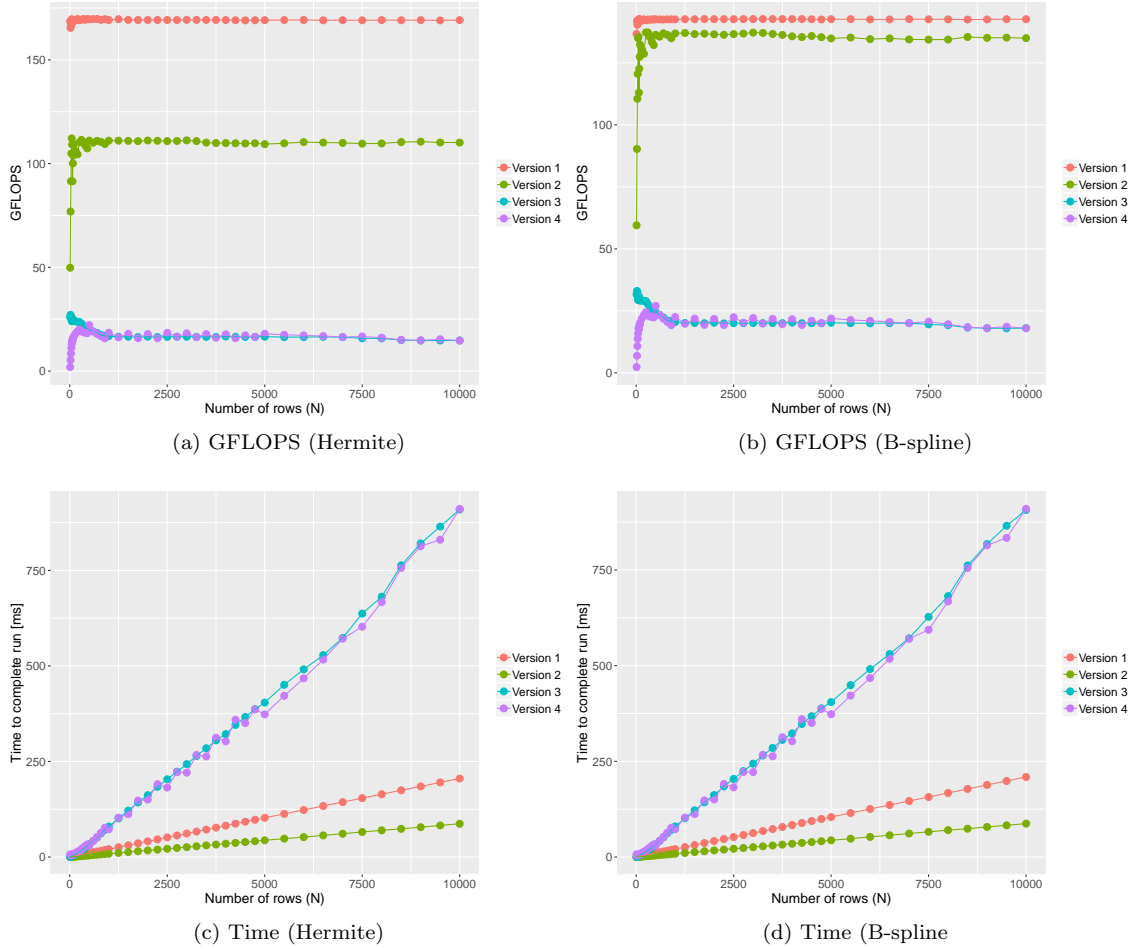 GFLOPS
150
100
50
0
0 2500 5000 7500 10000
Number of rows (N)
Version 1
Version 2
Version 3
Version 4
(a) GFLOPS (Hermite)
GFLOPS
100
50
0
0 2500 5000 7500 10000
Number of rows (N)
Version 1
Version 2
Version 3
Version 4
(b) GFLOPS (B-spline)
Time to complete run [ms]
750
500
250
0
0 2500 5000 7500 10000
Number of rows (N)
Version 1
Version 2
Version 3
Version 4
(c) Time (Hermite)
Time to complete run [ms]
750
500
250
0
0 2500 5000 7500 10000
Number of rows (N)
Version 1
Version 2
Version 3
Version 4
(d) Time (B-spline